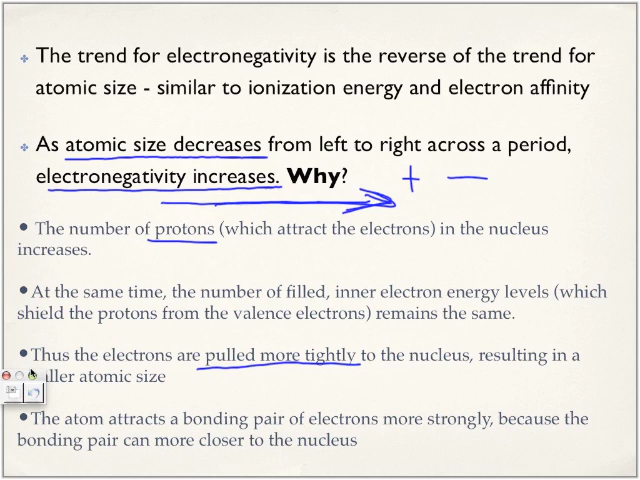 The trend for electronegativity is the reverse of the trend for
atomic size - similar to ionization energy and electron affinity
As atomic size decreases from left to right across a period,
electronegativity increases. Why?
+ —
• The number of protons (which attract the electrons) in the nucleus
increases.
•At the same time, the number of filled, inner electron energy levels (which
shield the protons from the valence electrons) remains the same.
•Thus the electrons are pulled more tightly to the nucleus, resulting in a
aller atomic size
•The atom attracts a bonding pair of electrons more strongly, because the
bonding pair can more closer to the nucleus